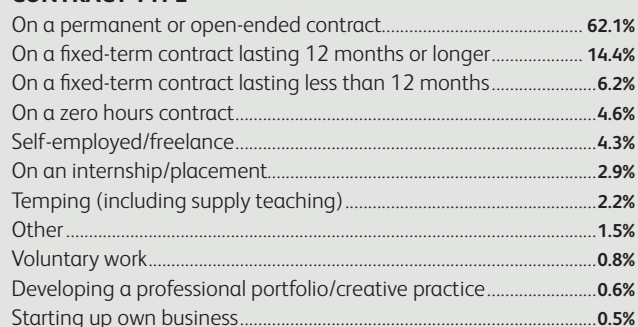 On a permanent or open-ended contract.......... 62.1%
On a fixed-term contract lasting 12 months or longer.......... 14.4%
On a fixed-term contract lasting less than 12 months.......... 6.2%
On a zero hours contract.......... 4.6%
Self-employed/freelance.......... 4.3%
On an internship/placement.......... 2.9%
Temping (including supply teaching).......... 2.2%
Other.......... 1.5%
Voluntary work.......... 0.8%
Developing a professional portfolio/creative practice.......... 0.6%
Starting up own business.......... 0.5%